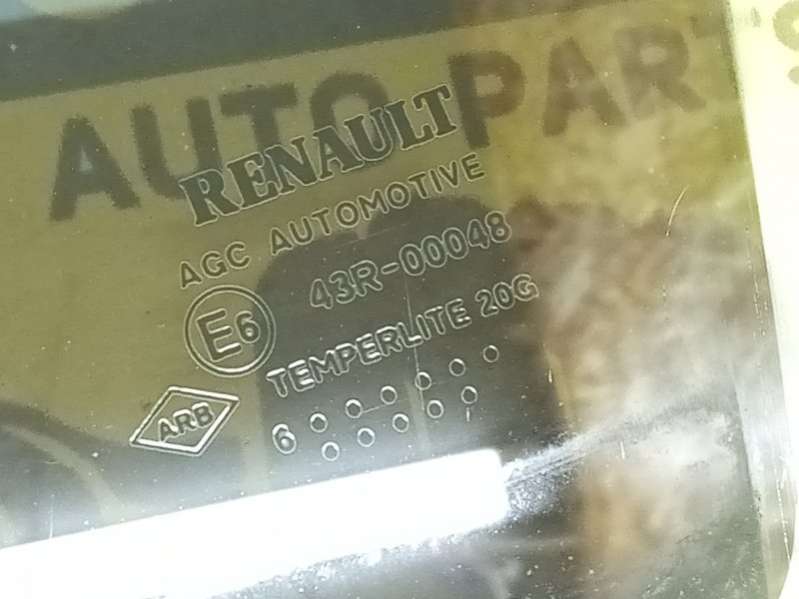 AUTO PARTS
RENAULT
AGC AUTOMOTIVE
43R-00048
E6
TEMPERLITE 20G
ARB
6